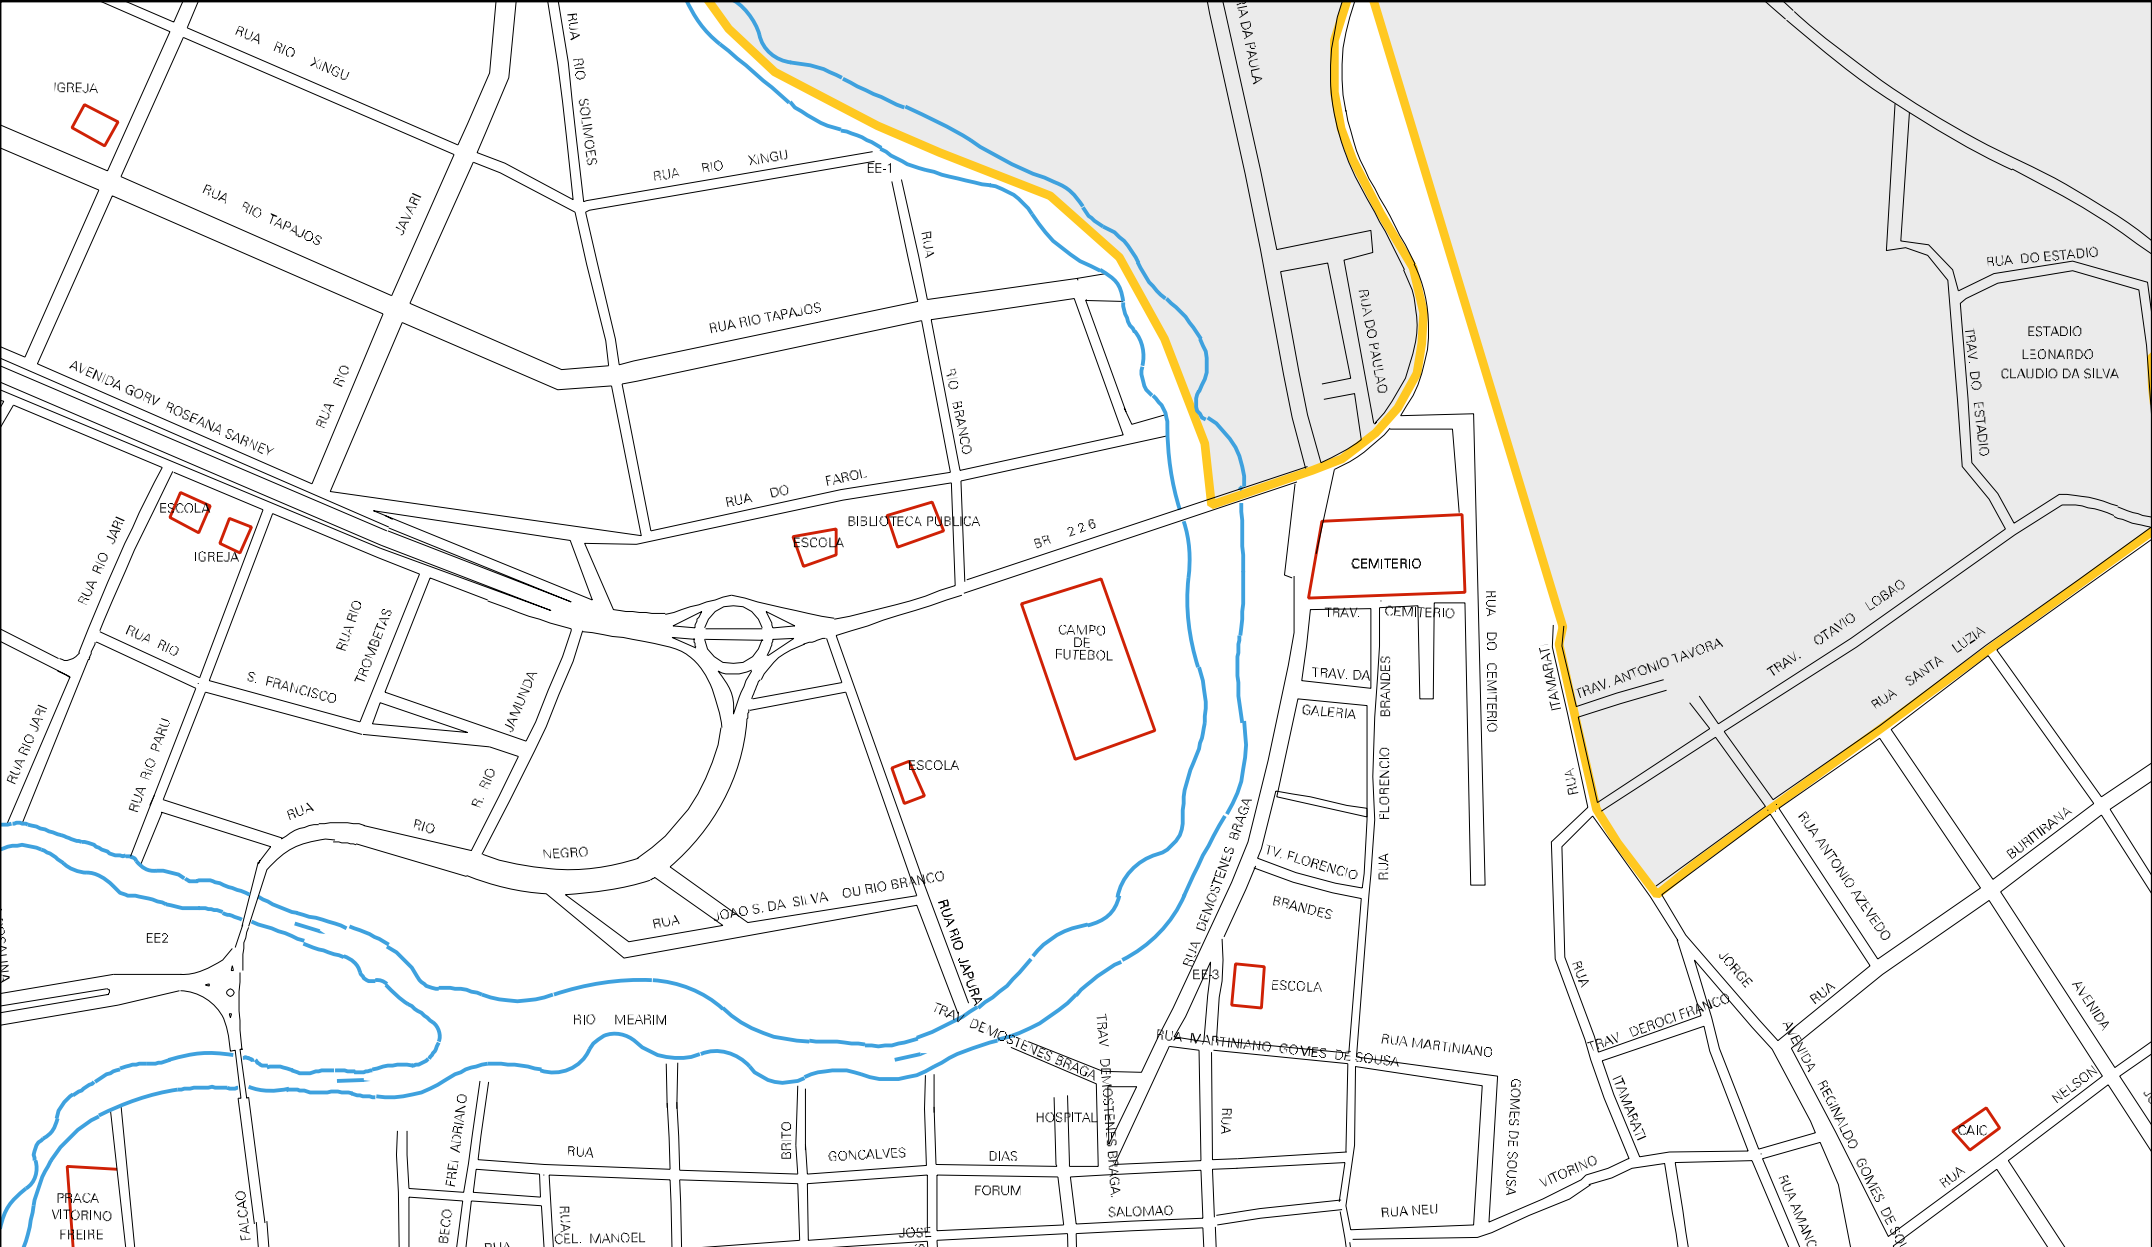 RUA RIO XINGU
IGREJA
RUA RIO SOLIMOES
RIA DA PAULA
RUA RIO XINGU
EE-1
RUA RIO TAPAJOS
JAVARI
RUA
RUA DO ESTADIO
RUA RIO TAPAJOS
RUA DO PAULAO
ESTADIO
LEONARDO
CLAUDIO DA SILVA
TRAV. DO ESTADIO
AVENIDA GORV ROSEANA SARNEY
RUA RIO
RIO BRANCO
RUA DO FAROL
ESCOLA
IGREJA
RUA RIO JARI
BIBLIOTECA PUBLICA
ESCOLA
BR 226
CEMITERIO
TRAV. CEMITERIO
RUA DO CEMITERIO
CAMPO
DE
FUTEBOL
RUA RIO
TROMBETAS
RUA RIO
S. FRANCISCO
JAMUNDA
R. RIO
TRAV. DA
GALERIA
RUA FLORENCIO BRANDES
ITAMARIAT
RUA
TRAV. ANTONIO TAVORA
TRAV. OTAVIO LOBAO
RUA SANTA LUZIA
RUA RIO JARI
RUA RIO PARU
RUA RIO NEGRO
ESCOLA
RUA DEMOSTENES BRAGA
TV. FLORENCIO
BRANDES
RUA ANTONIO AZEVEDO
BURITIRANA
RUA JOAO S. DA SILVA OU RIO BRANCO
RUA RIO JAPURA
EE2
EE-3
ESCOLA
RUA
JORGE
RUA
AVENIDA
RIO MEARIM
TRAV. DEMOSTENES BRAGA
TRAV DEMOSTENES BRAGA.
RUA MARTINIANO GOMES DE SOUSA
RUA MARTINIANO
GOMES DE SOUSA
TRAV DEROCI FRANCO
ITAMARATI
AVENIDA REGINALDO GOMES DE SO
NELSON
RUA
CAIC
HOSPITAL
RUA
FREI ADRIANO
BECO
RUA
BRITO
GONCALVES
DIAS
FORUM
SALOMAO
JOSE
RUA NEU
VITORINO
RUA AMANC
PRACA
VITORINO
FREIRE
FALCAO
RUA
CEL. MANOEL
RUA